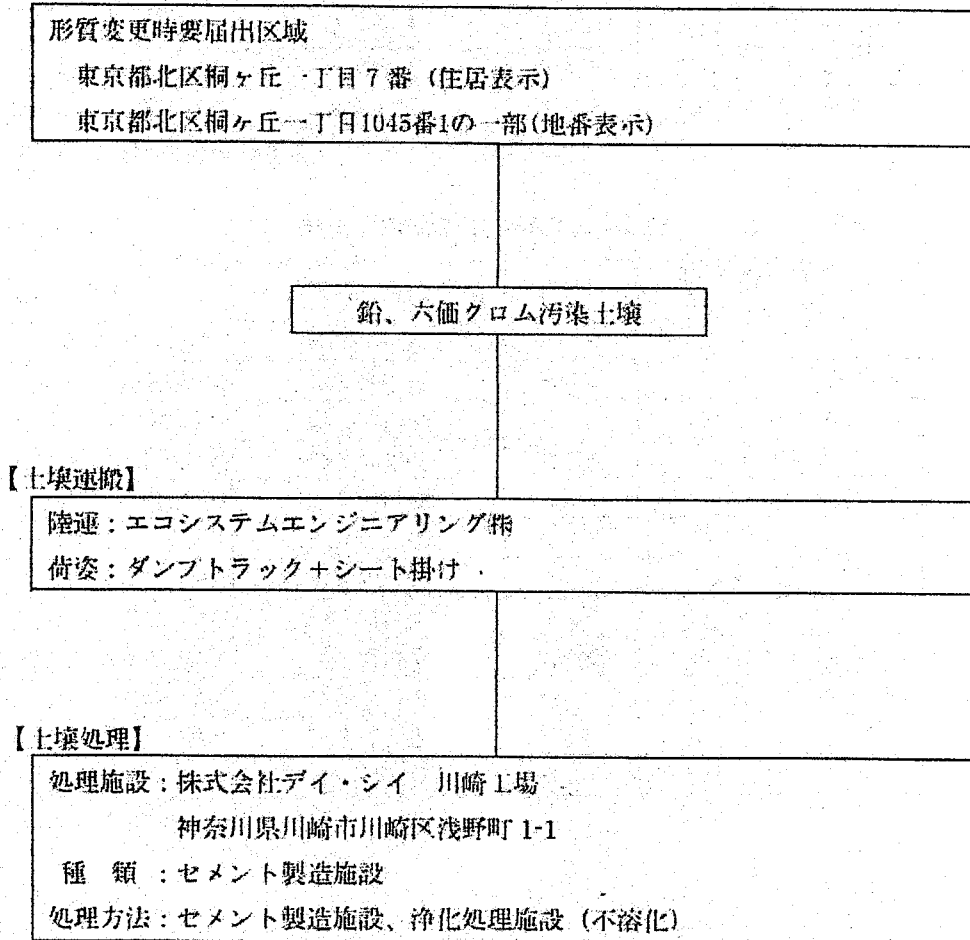 形質変更時要届出区域
東京都北区桐ヶ丘一丁目7番（住居表示）
東京都北区桐ヶ丘一丁目1045番1の一部(地番表示)
鉛、六価クロム汚染土壌
【土壌運搬】
陸運：エコシステムエンジニアリング㈱
荷姿：ダンプトラック＋シート掛け
【土壌処理】
処理施設：株式会社デイ・シイ　川崎工場
神奈川県川崎市川崎区浅野町 1-1
種　類　：セメント製造施設
処理方法：セメント製造施設、浄化処理施設（不溶化）